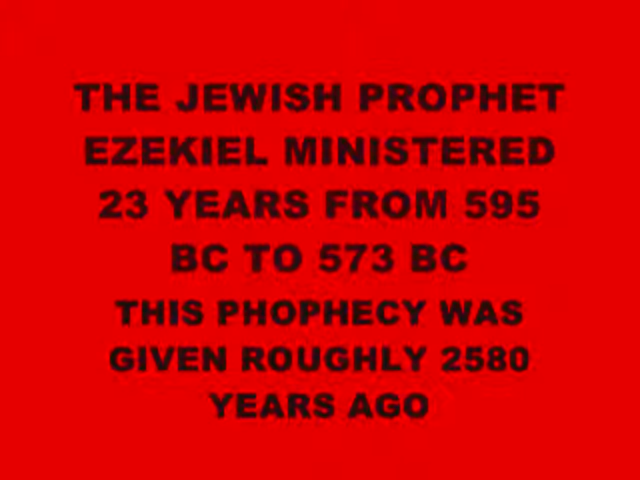 THE JEWISH PROPHET
EZEKIEL MINISTERED
23 YEARS FROM 595
BC TO 573 BC
THIS PHOPHECY WAS
GIVEN ROUGHLY 2580
YEARS AGO